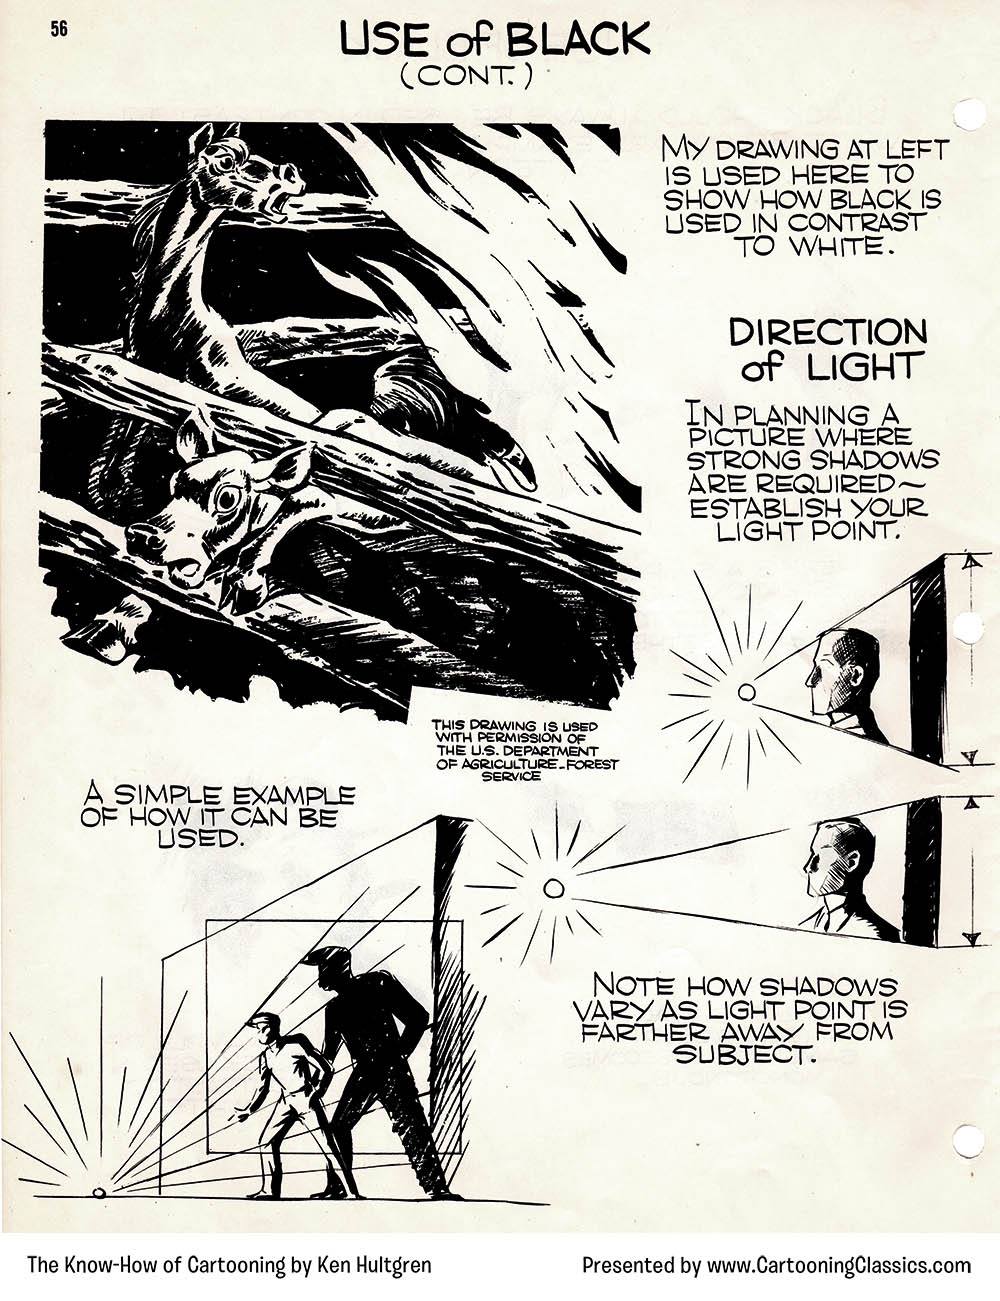 56
USE of BLACK
(CONT.)
MY DRAWING AT LEFT
IS USED HERE TO
SHOW HOW BLACK IS
USED IN CONTRAST
TO WHITE.
DIRECTION
of LIGHT
IN PLANNING A
PICTURE WHERE
STRONG SHADOWS
ARE REQUIRED~
ESTABLISH YOUR
LIGHT POINT.
THIS DRAWING IS USED
WITH PERMISSION OF
THE U.S. DEPARTMENT
OF AGRICULTURE-FOREST
SERVICE
A SIMPLE EXAMPLE
OF HOW IT CAN BE
USED.
NOTE HOW SHADOWS
VARY AS LIGHT POINT IS
FARTHER AWAY FROM
SUBJECT.
The Know-How of Cartooning by Ken Hultgren
Presented by www.CartooningClassics.com